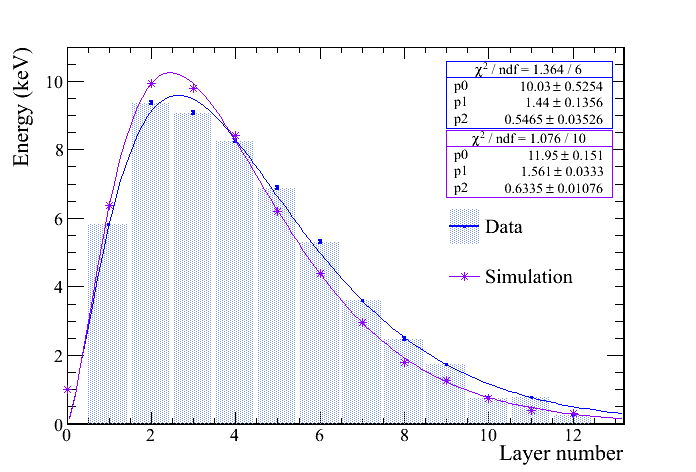 Energy (keV)
10
8
6
4
2
0
χ² / ndf = 1.364 / 6
p0 10.03 ± 0.5254
p1 1.44 ± 0.1356
p2 0.5465 ± 0.03526
χ² / ndf = 1.076 / 10
p0 11.95 ± 0.151
p1 1.561 ± 0.0333
p2 0.6335 ± 0.01076
Data
Simulation
0 2 4 6 8 10 12
Layer number